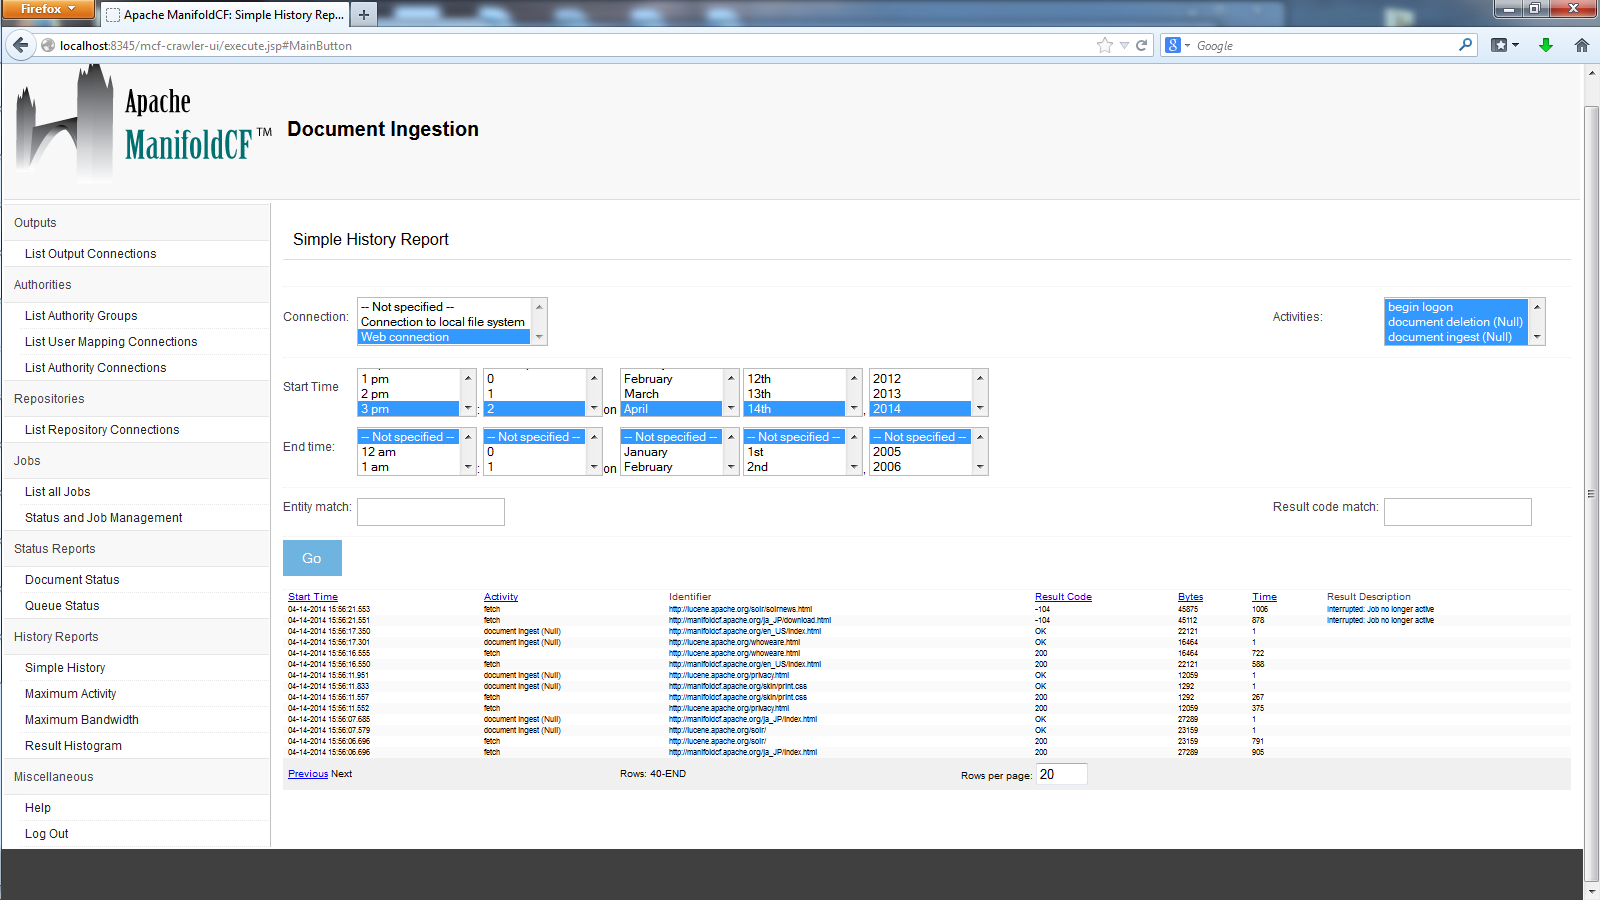 Firefox
Apache ManifoldCF: Simple History Rep...
localhost:8345/mcf-crawler-ui/execute.jsp#MainButton
Google
Apache
ManifoldCF™
Document Ingestion
Outputs
List Output Connections
Authorities
List Authority Groups
List User Mapping Connections
List Authority Connections
Repositories
List Repository Connections
Jobs
List all Jobs
Status and Job Management
Status Reports
Document Status
Queue Status
History Reports
Simple History
Maximum Activity
Maximum Bandwidth
Result Histogram
Miscellaneous
Help
Log Out
Simple History Report
Connection:
-- Not specified --
Connection to local file system
Web connection
Activities:
begin logon
document deletion (Null)
document ingest (Null)
Start Time
1 pm
2 pm
3 pm
:
0
1
2
on
February
March
April
12th
13th
14th
,
2012
2013
2014
End time:
-- Not specified --
12 am
1 am
:
-- Not specified --
0
1
on
-- Not specified --
January
February
-- Not specified --
1st
2nd
,
-- Not specified --
2005
2006
Entity match:
Result code match:
Go
Start Time Activity Identifier Result Code Bytes Time Result Description
04-14-2014 15:56:21.553 fetch http://lucene.apache.org/solr/solrnews.html -104 45875 1006 Interrupted: Job no longer active
04-14-2014 15:56:21.551 fetch http://manifoldcf.apache.org/ja_JP/download.html -104 45112 878 Interrupted: Job no longer active
04-14-2014 15:56:17.350 document ingest (Null) http://manifoldcf.apache.org/en_US/index.html OK 22121 1
04-14-2014 15:56:17.301 document ingest (Null) http://lucene.apache.org/whoweare.html OK 16464 1
04-14-2014 15:56:16.555 fetch http://lucene.apache.org/whoweare.html 200 16464 722
04-14-2014 15:56:16.550 fetch http://manifoldcf.apache.org/en_US/index.html 200 22121 588
04-14-2014 15:56:11.951 document ingest (Null) http://lucene.apache.org/privacy.html OK 12059 1
04-14-2014 15:56:11.833 document ingest (Null) http://manifoldcf.apache.org/skin/print.css OK 1292 1
04-14-2014 15:56:11.557 fetch http://manifoldcf.apache.org/skin/print.css 200 1292 267
04-14-2014 15:56:11.552 fetch http://lucene.apache.org/privacy.html 200 12059 375
04-14-2014 15:56:07.685 document ingest (Null) http://manifoldcf.apache.org/ja_JP/index.html OK 27289 1
04-14-2014 15:56:07.579 document ingest (Null) http://lucene.apache.org/solr/ OK 23159 1
04-14-2014 15:56:06.696 fetch http://lucene.apache.org/solr/ 200 23159 791
04-14-2014 15:56:06.696 fetch http://manifoldcf.apache.org/ja_JP/index.html 200 27289 905
Previous Next Rows: 40-END Rows per page: 20